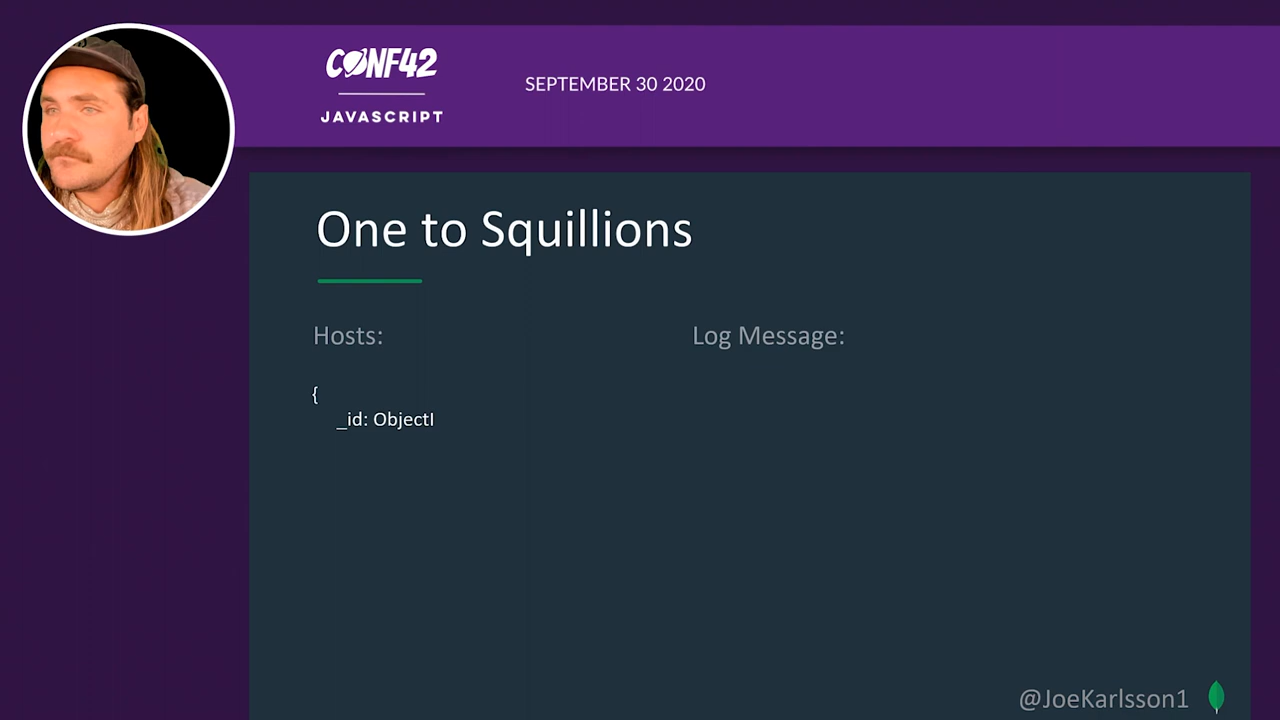 CONF42
JAVASCRIPT
SEPTEMBER 30 2020
One to Squillions
Hosts:
Log Message:
{
_id: ObjectI
@JoeKarlsson1